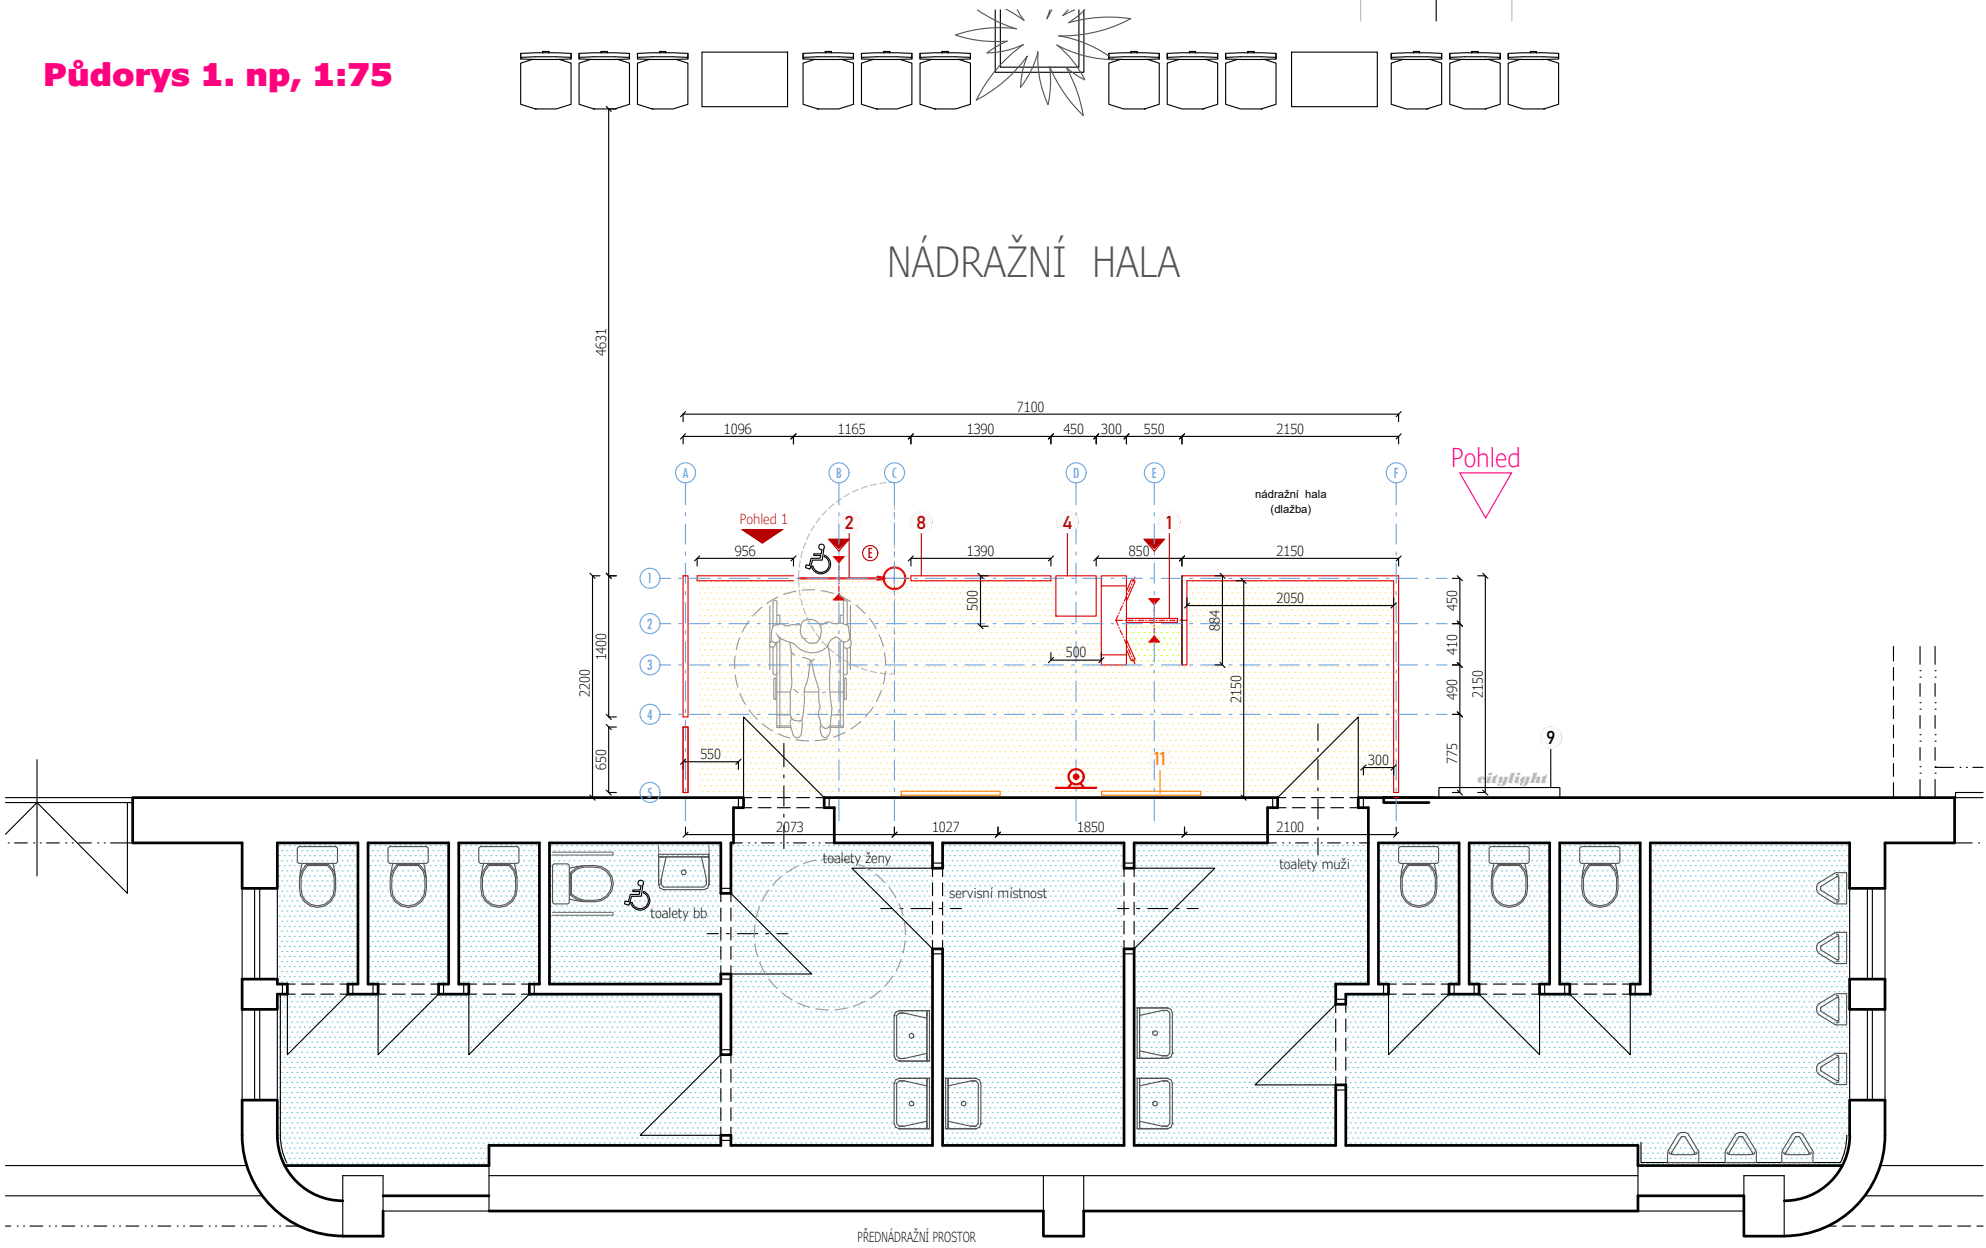 Půdorys 1. np, 1:75
NÁDRAŽNÍ HALA
4631
7100
1096 1165 1390 450 300 550 2150
Pohled
A B C D E F
nádražní hala
(dlažba)
Pohled 1
2 8 4 1
E
956 1390 850 2150
1
2
3
4
5
2200
1400
650
500
500
884
2050
2150
450
410
490
775
2150
550
300
11
9
citylight
2073 1027 1850 2100
toalety ženy
toalety muži
servisní místnost
toalety bb
PŘEDNÁDRAŽNÍ PROSTOR